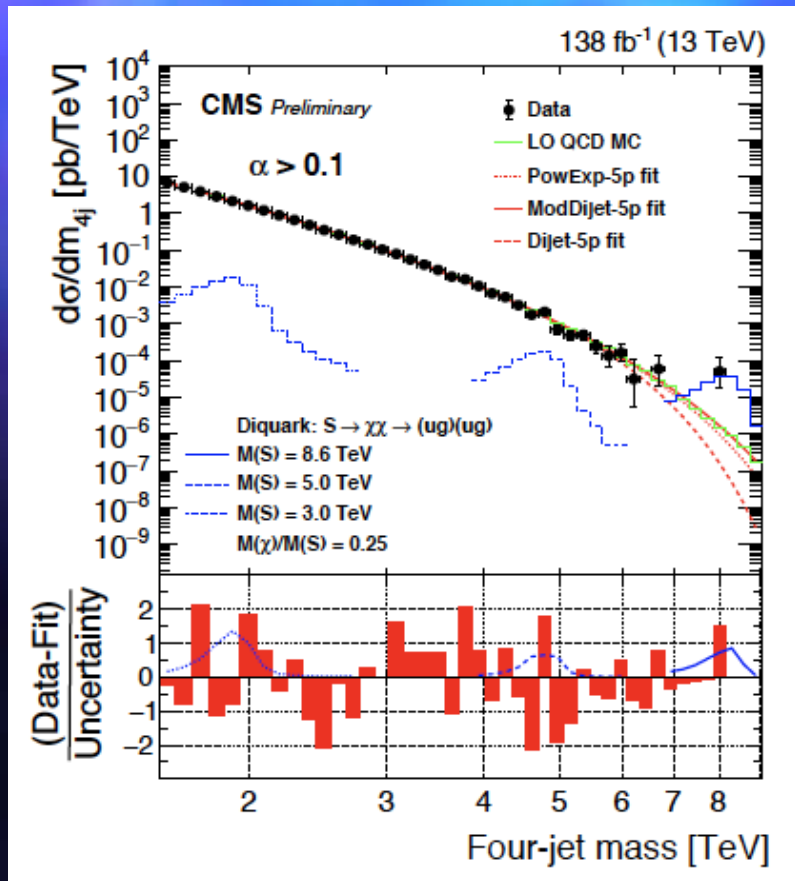 138 fb⁻¹ (13 TeV)
dσ/dm₄ⱼ [pb/TeV]
10⁴
10³
10²
10
1
10⁻¹
10⁻²
10⁻³
10⁻⁴
10⁻⁵
10⁻⁶
10⁻⁷
10⁻⁸
10⁻⁹
CMS Preliminary
α > 0.1
Data
LO QCD MC
PowExp-5p fit
ModDijet-5p fit
Dijet-5p fit
Diquark: S → χχ → (ug)(ug)
M(S) = 8.6 TeV
M(S) = 5.0 TeV
M(S) = 3.0 TeV
M(χ)/M(S) = 0.25
(Data-Fit)
Uncertainty
2
1
0
−1
−2
2 3 4 5 6 7 8
Four-jet mass [TeV]